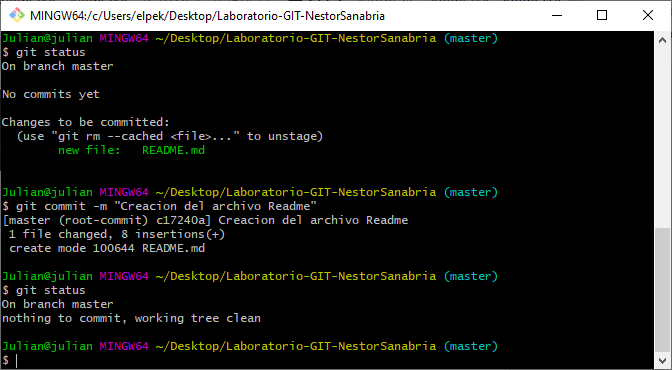 MINGW64:/c/Users/elpek/Desktop/Laboratorio-GIT-NestorSanabria
Julian@julian MINGW64 ~/Desktop/Laboratorio-GIT-NestorSanabria (master)
$ git status
On branch master
No commits yet
Changes to be committed:
  (use "git rm --cached <file>..." to unstage)
        new file:   README.md
Julian@julian MINGW64 ~/Desktop/Laboratorio-GIT-NestorSanabria (master)
$ git commit -m "Creacion del archivo Readme"
[master (root-commit) c17240a] Creacion del archivo Readme
 1 file changed, 8 insertions(+)
 create mode 100644 README.md
Julian@julian MINGW64 ~/Desktop/Laboratorio-GIT-NestorSanabria (master)
$ git status
On branch master
nothing to commit, working tree clean
Julian@julian MINGW64 ~/Desktop/Laboratorio-GIT-NestorSanabria (master)
$